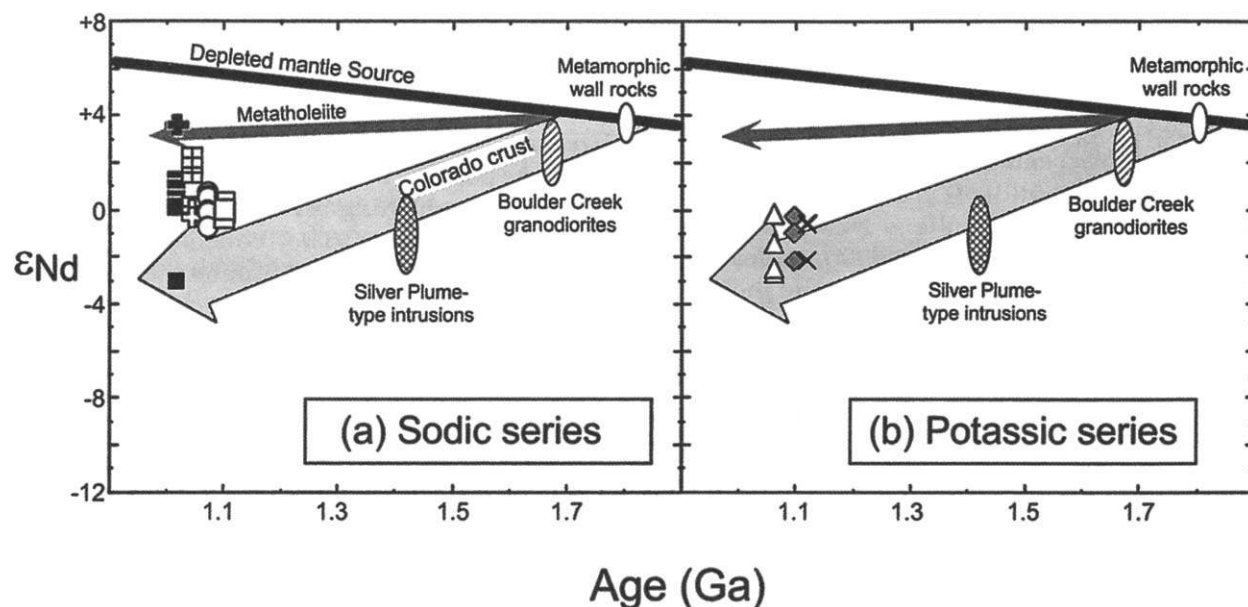 +8
+4
0
-4
-8
-12
εNd
Depleted mantle Source
Metatholeiite
Colorado crust
Metamorphic
wall rocks
Boulder Creek
granodiorites
Silver Plume-
type intrusions
(a) Sodic series
1.1
1.3
1.5
1.7
Metamorphic
wall rocks
Boulder Creek
granodiorites
Silver Plume-
type intrusions
(b) Potassic series
1.1
1.3
1.5
1.7
Age (Ga)